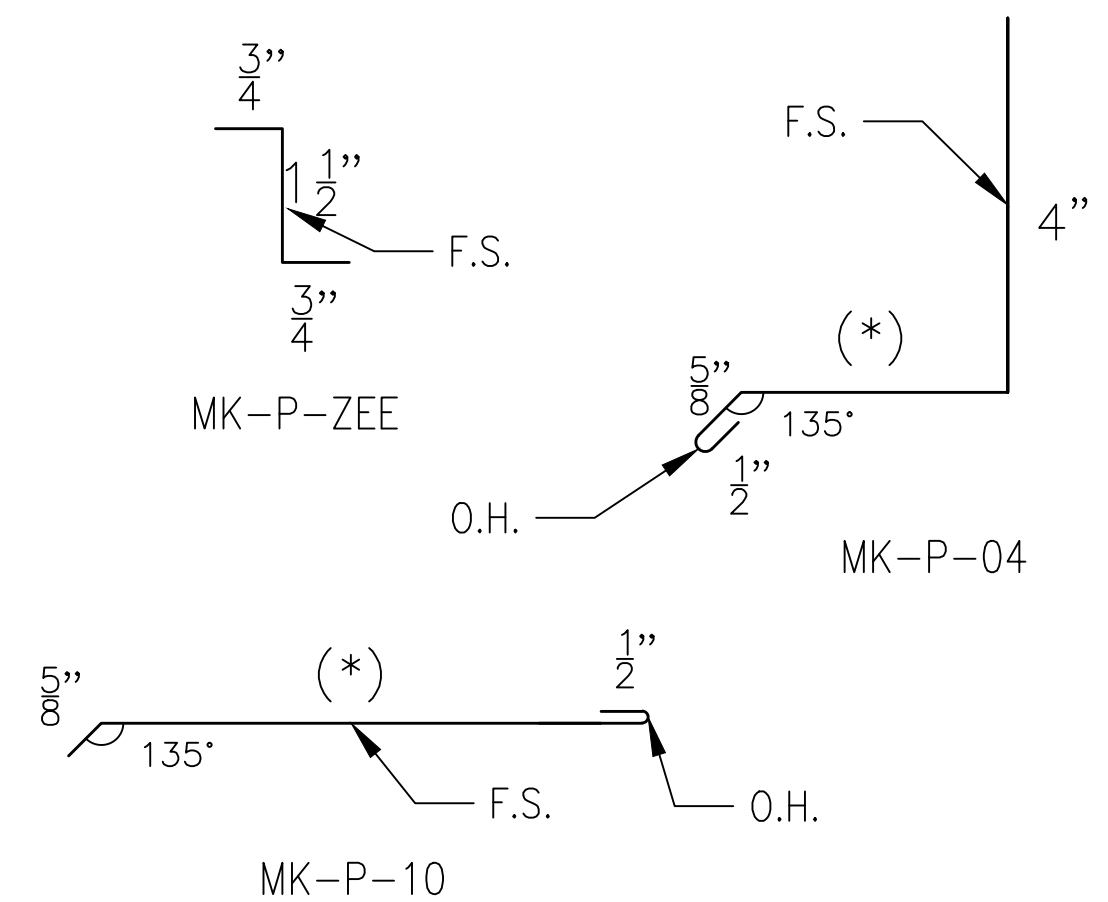 3/4”
1 1/2”
F.S.
3/4”
MK-P-ZEE
F.S.
4”
(*)
5/8”
135°
1/2”
O.H.
MK-P-04
5/8”
(*)
1/2”
135°
F.S.
O.H.
MK-P-10